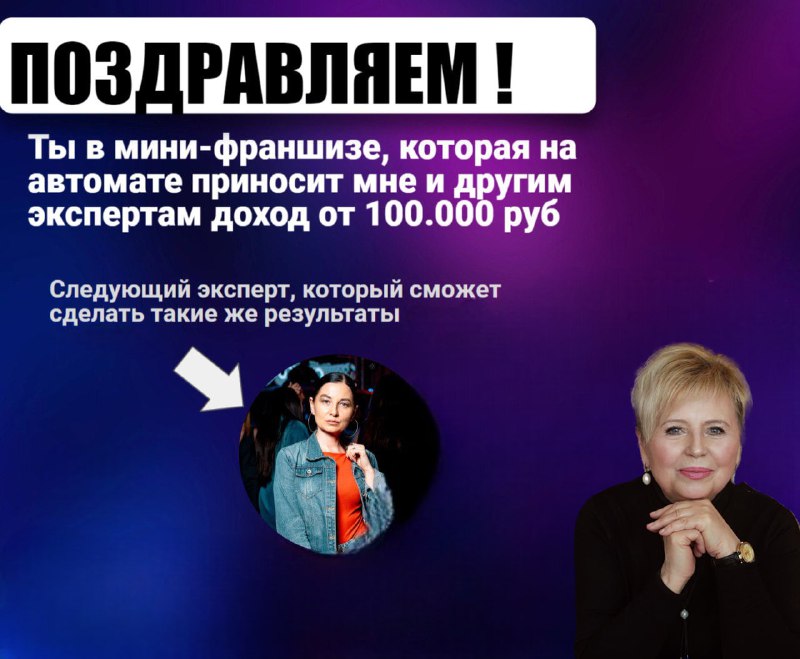 ПОЗДРАВЛЯЕМ !
Ты в мини-франшизе, которая на
автомате приносит мне и другим
экспертам доход от 100.000 руб
Следующий эксперт, который сможет
сделать такие же результаты